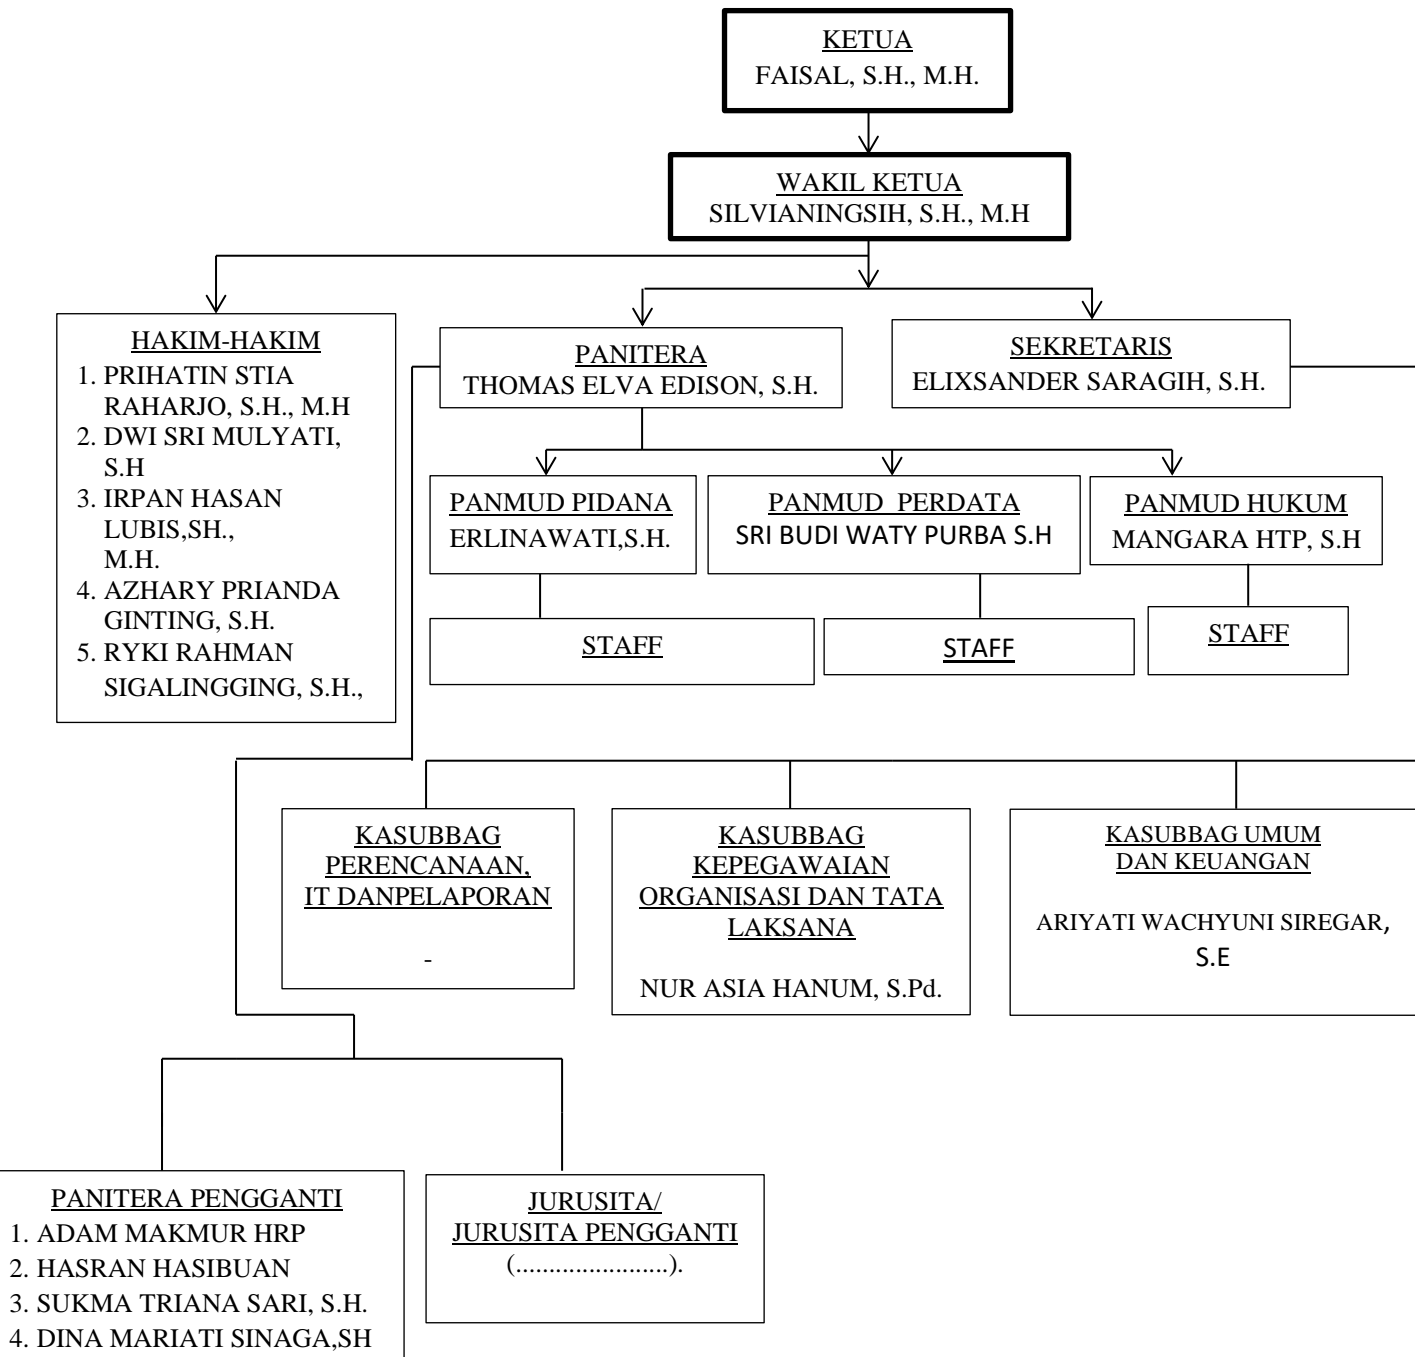 KETUA
FAISAL, S.H., M.H.
WAKIL KETUA
SILVIANINGSIH, S.H., M.H
HAKIM-HAKIM
1. PRIHATIN STIA
RAHARJO, S.H., M.H
2. DWI SRI MULYATI,
S.H
3. IRPAN HASAN
LUBIS,SH.,
M.H.
4. AZHARY PRIANDA
GINTING, S.H.
5. RYKI RAHMAN
SIGALINGGING, S.H.,
PANITERA
THOMAS ELVA EDISON, S.H.
SEKRETARIS
ELIXSANDER SARAGIH, S.H.
PANMUD PIDANA
ERLINAWATI,S.H.
PANMUD  PERDATA
SRI BUDI WATY PURBA S.H
PANMUD HUKUM
MANGARA HTP, S.H
STAFF
STAFF
STAFF
KASUBBAG
PERENCANAAN,
IT DANPELAPORAN
-
KASUBBAG
KEPEGAWAIAN
ORGANISASI DAN TATA
LAKSANA
NUR ASIA HANUM, S.Pd.
KASUBBAG UMUM
DAN KEUANGAN
ARIYATI WACHYUNI SIREGAR,
S.E
PANITERA PENGGANTI
1. ADAM MAKMUR HRP
2. HASRAN HASIBUAN
3. SUKMA TRIANA SARI, S.H.
4. DINA MARIATI SINAGA,SH
JURUSITA/
JURUSITA PENGGANTI
(.......................).